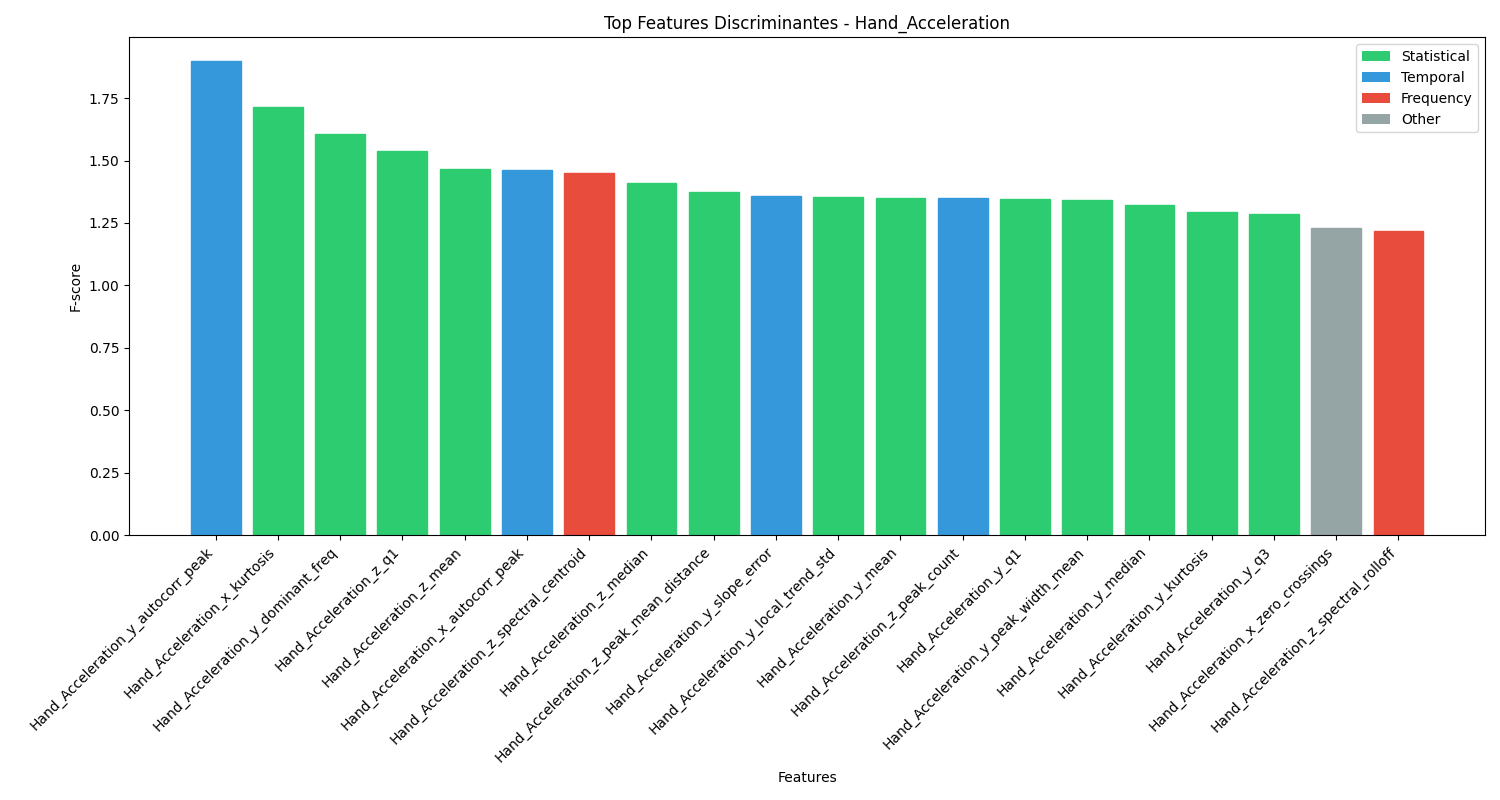 Top Features Discriminantes - Hand_Acceleration
Statistical
Temporal
Frequency
Other
F-score
1.75
1.50
1.25
1.00
0.75
0.50
0.25
0.00
Hand_Acceleration_y_autocorr_peak
Hand_Acceleration_x_kurtosis
Hand_Acceleration_y_dominant_freq
Hand_Acceleration_z_q1
Hand_Acceleration_z_mean
Hand_Acceleration_x_autocorr_peak
Hand_Acceleration_z_spectral_centroid
Hand_Acceleration_z_median
Hand_Acceleration_z_peak_mean_distance
Hand_Acceleration_y_slope_error
Hand_Acceleration_y_local_trend_std
Hand_Acceleration_y_mean
Hand_Acceleration_z_peak_count
Hand_Acceleration_y_q1
Hand_Acceleration_y_peak_width_mean
Hand_Acceleration_y_median
Hand_Acceleration_y_kurtosis
Hand_Acceleration_y_q3
Hand_Acceleration_x_zero_crossings
Hand_Acceleration_z_spectral_rolloff
Features